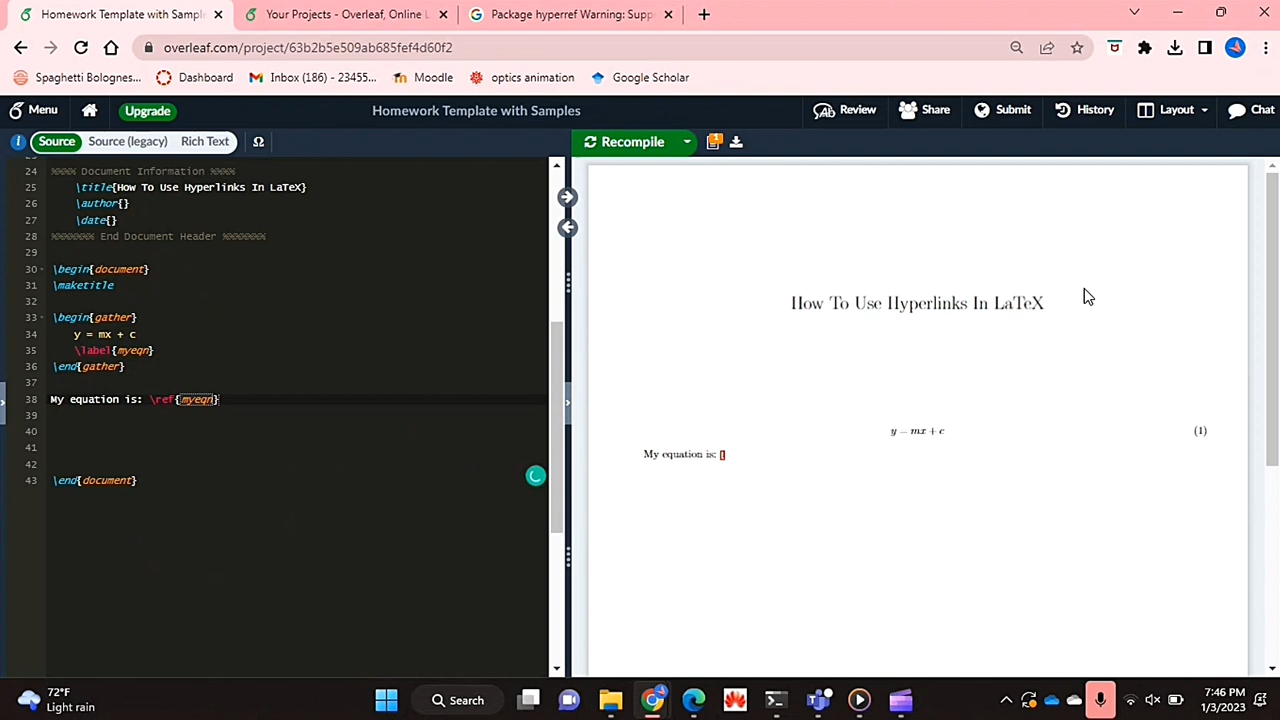 Homework Template with Sampl
Your Projects - Overleaf, Online L
Package hyperref Warning: Supp
overleaf.com/project/63b2b5e509ab685fef4d60f2
Spaghetti Bolognes...
Dashboard
Inbox (186) - 23455...
Moodle
optics animation
Google Scholar
Menu
Upgrade
Homework Template with Samples
Review
Share
Submit
History
Layout
Chat
Source
Source (legacy)
Rich Text
Ω
Recompile
1
24 %%%% Document Information %%%%
25 \title{How To Use Hyperlinks In LaTeX}
26 \author{}
27 \date{}
28 %%%%%%% End Document Header %%%%%%%
29
30 \begin{document}
31 \maketitle
32
33 \begin{gather}
34 y = mx + c
35 \label{myeqn}
36 \end{gather}
37
38 My equation is: \ref{myeqn}
39
40
41
42
43 \end{document}
How To Use Hyperlinks In LaTeX
y = mx + c (1)
My equation is: 1
72°F
Light rain
Search
7:46 PM
1/3/2023